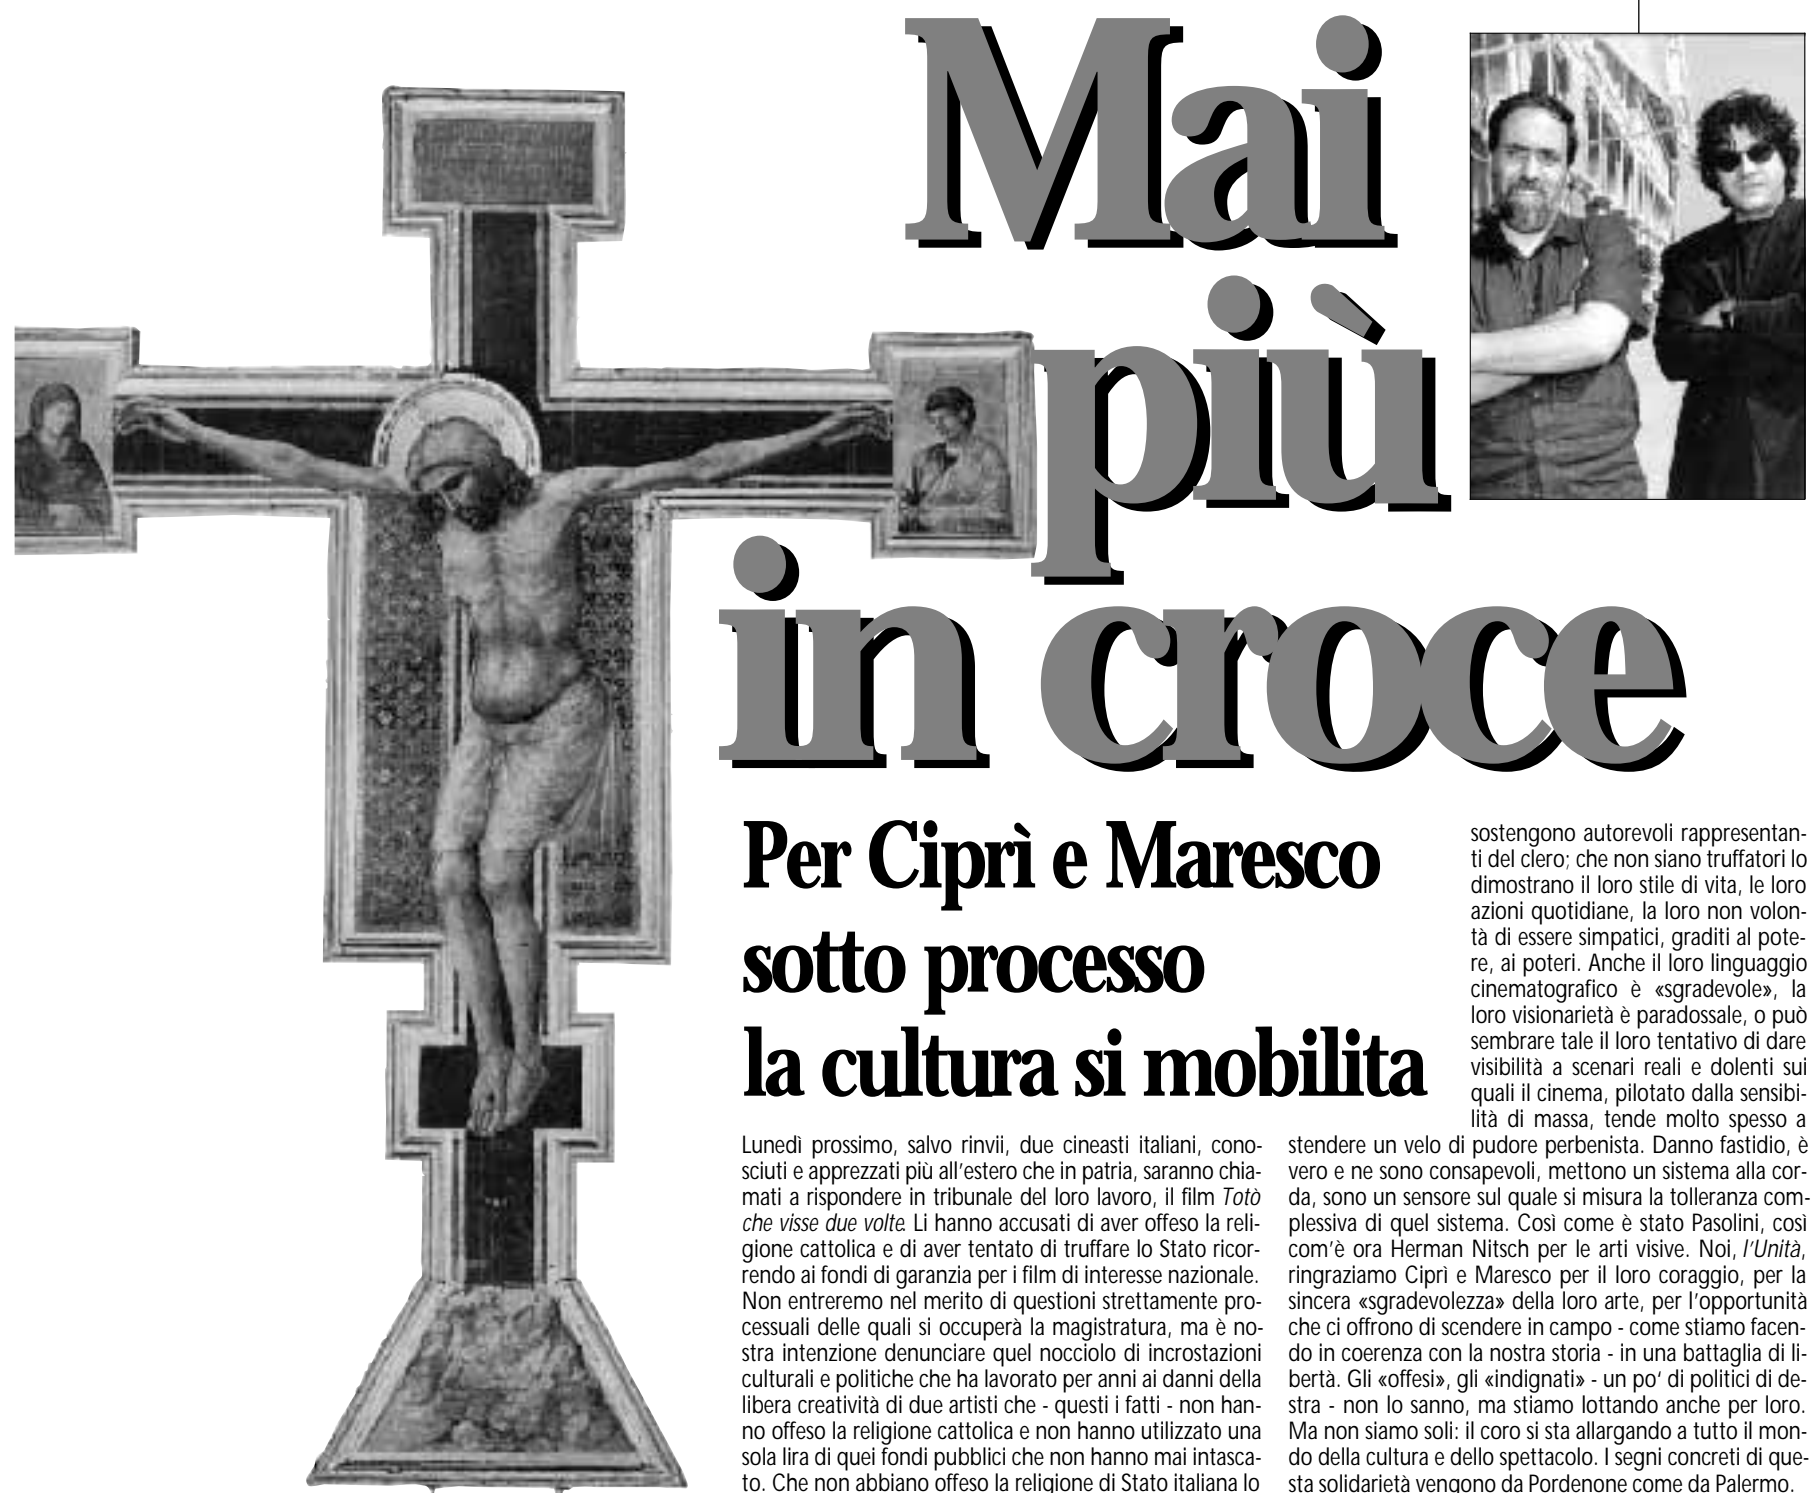 Mai
più
in croce
Per Ciprì e Maresco
sotto processo
la cultura si mobilita
Lunedì prossimo, salvo rinvii, due cineasti italiani, cono-
sciuti e apprezzati più all'estero che in patria, saranno chia-
mati a rispondere in tribunale del loro lavoro, il film Totò
che visse due volte. Li hanno accusati di aver offeso la reli-
gione cattolica e di aver tentato di truffare lo Stato ricor-
rendo ai fondi di garanzia per i film di interesse nazionale.
Non entreremo nel merito di questioni strettamente pro-
cessuali delle quali si occuperà la magistratura, ma è no-
stra intenzione denunciare quel nocciolo di incrostazioni
culturali e politiche che ha lavorato per anni ai danni della
libera creatività di due artisti che - questi i fatti - non han-
no offeso la religione cattolica e non hanno utilizzato una
sola lira di quei fondi pubblici che non hanno mai intasca-
to. Che non abbiano offeso la religione di Stato italiana lo
sostengono autorevoli rappresentan-
ti del clero; che non siano truffatori lo
dimostrano il loro stile di vita, le loro
azioni quotidiane, la loro non volon-
tà di essere simpatici, graditi al pote-
re, ai poteri. Anche il loro linguaggio
cinematografico è «sgradevole», la
loro visionarietà è paradossale, o può
sembrare tale il loro tentativo di dare
visibilità a scenari reali e dolenti sui
quali il cinema, pilotato dalla sensibi-
lità di massa, tende molto spesso a
stendere un velo di pudore perbenista. Danno fastidio, è
vero e ne sono consapevoli, mettono un sistema alla cor-
da, sono un sensore sul quale si misura la tolleranza com-
plessiva di quel sistema. Così come è stato Pasolini, così
com'è ora Herman Nitsch per le arti visive. Noi, l'Unità,
ringraziamo Ciprì e Maresco per il loro coraggio, per la
sincera «sgradevolezza» della loro arte, per l'opportunità
che ci offrono di scendere in campo - come stiamo facen-
do in coerenza con la nostra storia - in una battaglia di li-
bertà. Gli «offesi», gli «indignati» - un po' di politici di de-
stra - non lo sanno, ma stiamo lottando anche per loro.
Ma non siamo soli: il coro si sta allargando a tutto il mon-
do della cultura e dello spettacolo. I segni concreti di que-
sta solidarietà vengono da Pordenone come da Palermo.